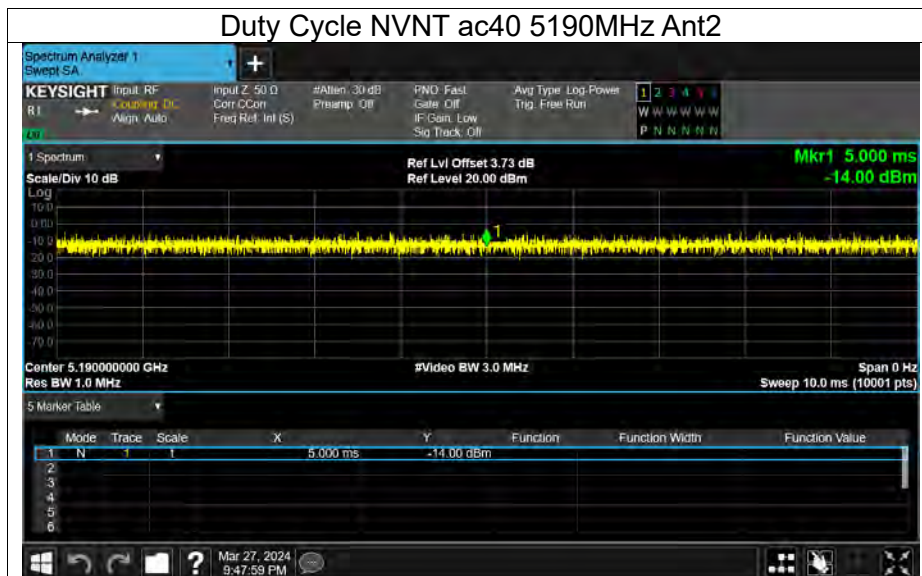 Duty Cycle NVNT ac40 5190MHz Ant2
Spectrum Analyzer 1
Swept SA
+
KEYSIGHT Input: RF Input Z: 50 Ω #Atten: 30 dB PNO: Fast Avg Type: Log-Power 1 2 3 4 5 6
R1 Coupling: DC Corr CCorr Preamp: Off Gate: Off Trig: Free Run W W W W W W
Align: Auto Freq Ref: Int (S) IF Gain: Low
Sig Track: Off P N N N N N
1 Spectrum Ref Lvl Offset 3.73 dB Mkr1 5.000 ms
Scale/Div 10 dB Ref Level 20.00 dBm -14.00 dBm
Log
10.0
0.00
-10.0
-20.0
-30.0
-40.0
-50.0
-60.0
-70.0
1
Center 5.190000000 GHz #Video BW 3.0 MHz Span 0 Hz
Res BW 1.0 MHz Sweep 10.0 ms (10001 pts)
5 Marker Table
Mode Trace Scale X Y Function Function Width Function Value
1 N 1 t 5.000 ms -14.00 dBm
2
3
4
5
6
? Mar 27, 2024
9:47:59 PM